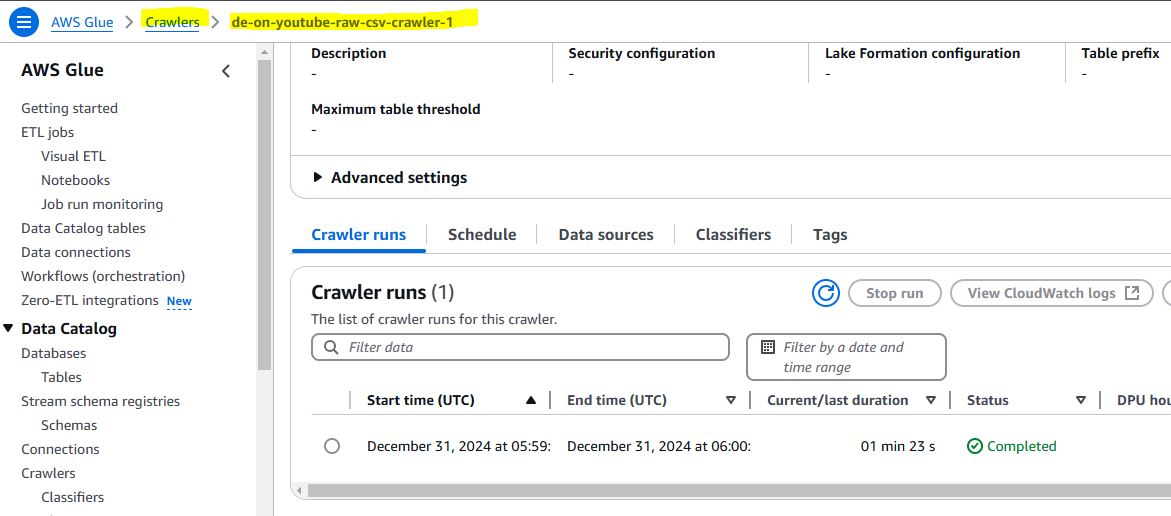 AWS Glue > Crawlers > de-on-youtube-raw-csv-crawler-1
AWS Glue
Getting started
ETL jobs
Visual ETL
Notebooks
Job run monitoring
Data Catalog tables
Data connections
Workflows (orchestration)
Zero-ETL integrations New
Data Catalog
Databases
Tables
Stream schema registries
Schemas
Connections
Crawlers
Classifiers
Description
-
Security configuration
-
Lake Formation configuration
-
Table prefix
-
Maximum table threshold
-
Advanced settings
Crawler runs Schedule Data sources Classifiers Tags
Crawler runs (1)
Stop run View CloudWatch logs
The list of crawler runs for this crawler.
Filter data
Filter by a date and
time range
Start time (UTC) End time (UTC) Current/last duration Status DPU hou
December 31, 2024 at 05:59: December 31, 2024 at 06:00: 01 min 23 s Completed